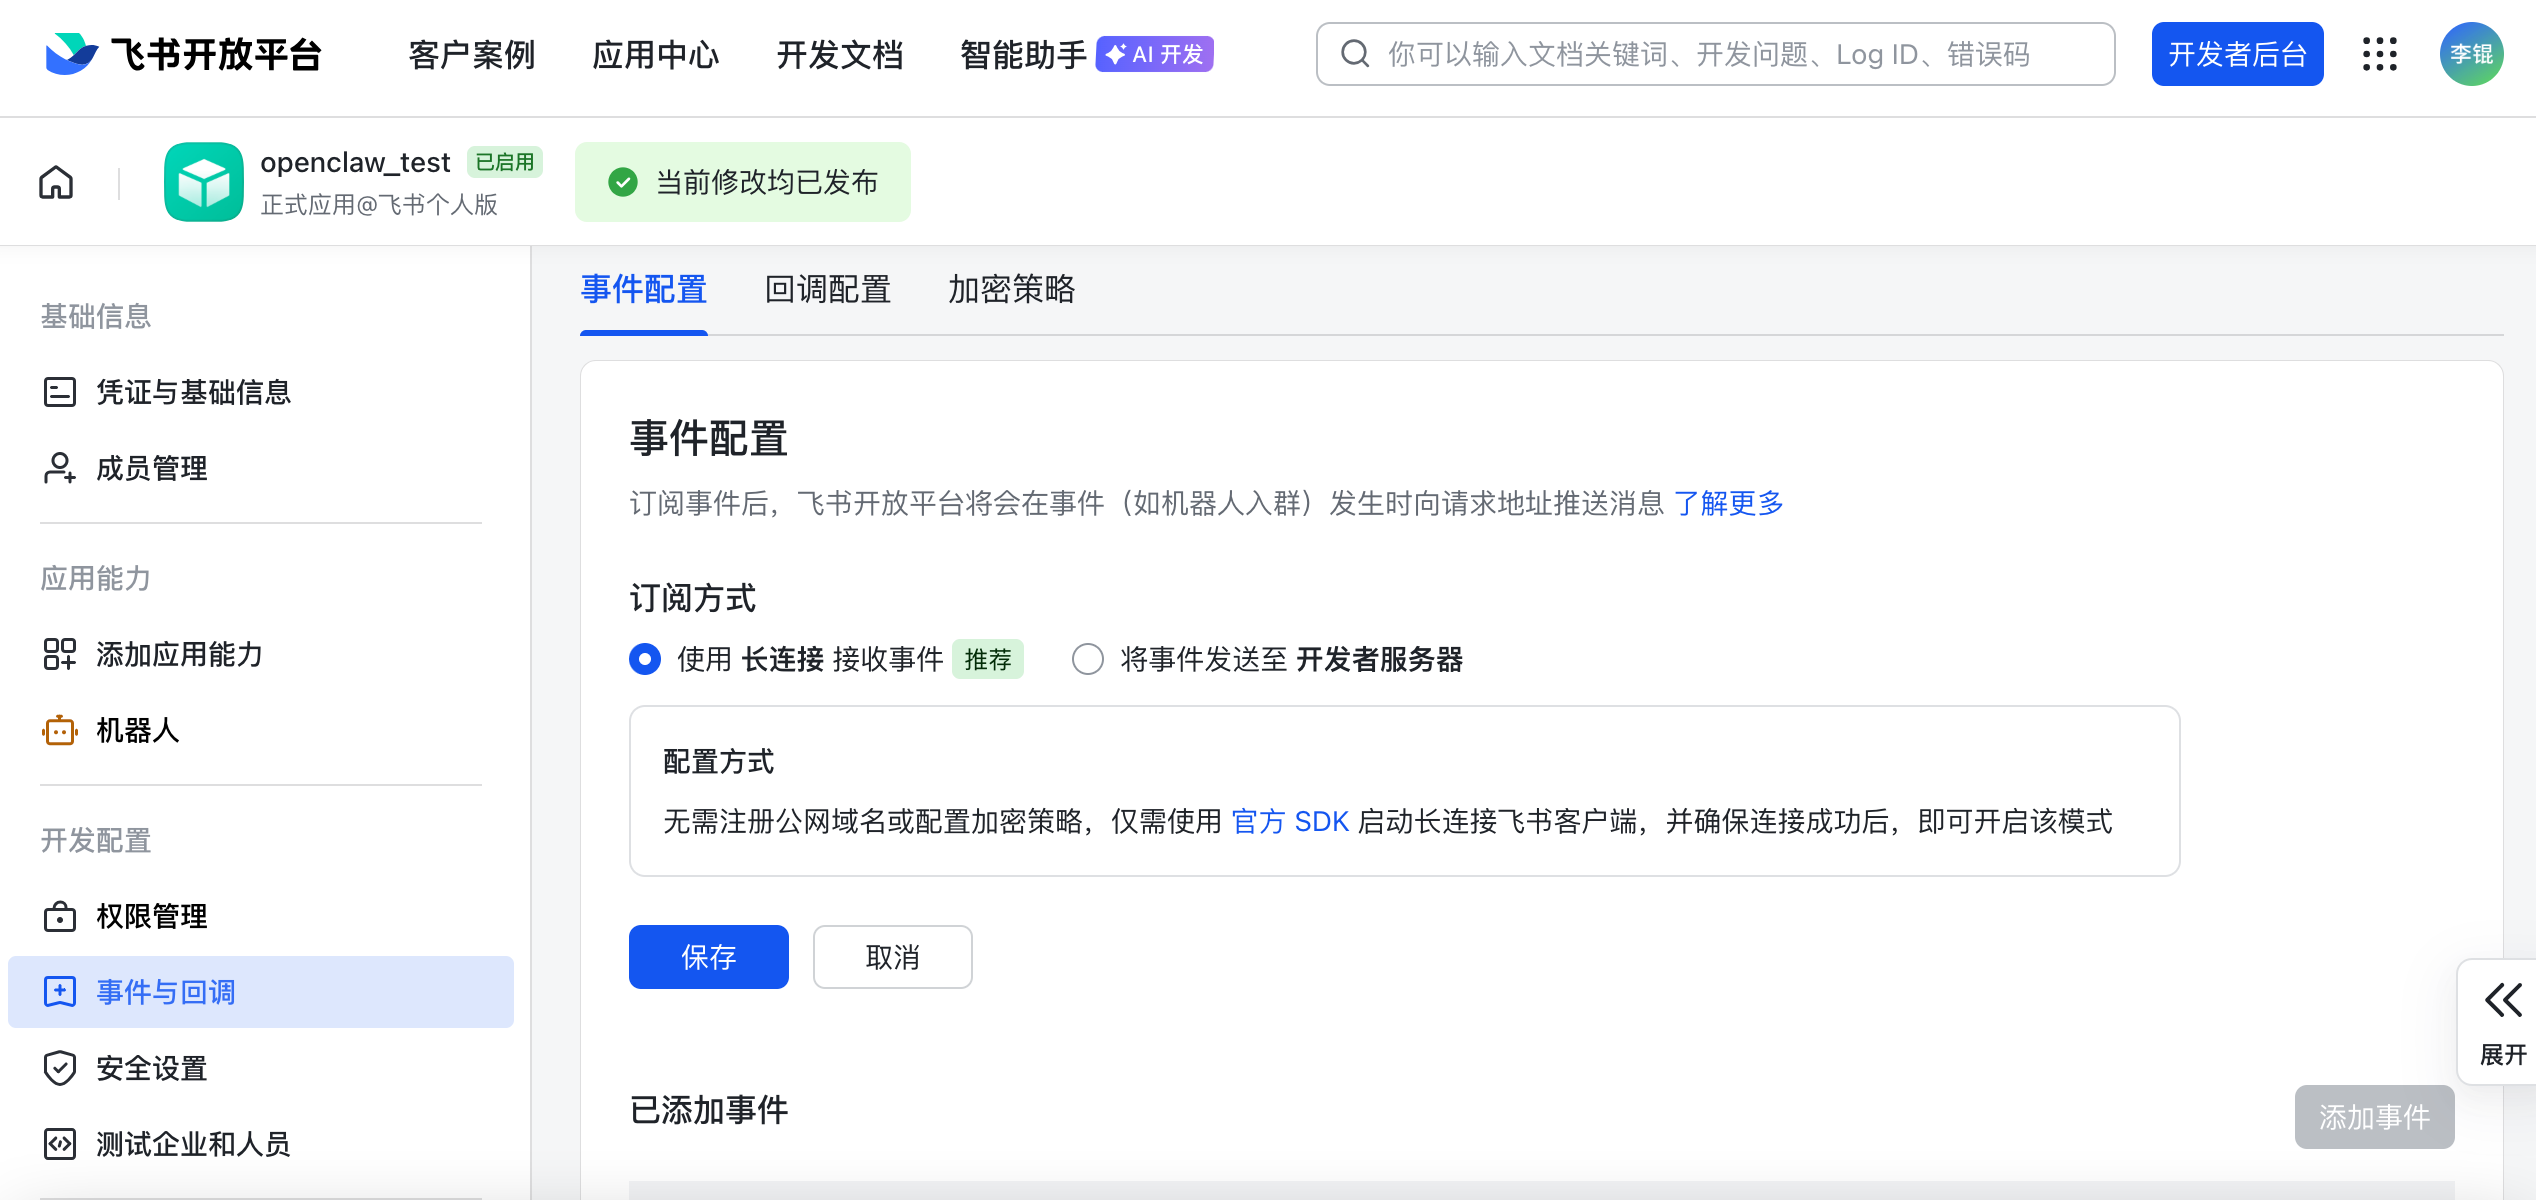 飞书开放平台 客户案例 应用中心 开发文档 智能助手 AI 开发 你可以输入文档关键词、开发问题、Log ID、错误码 开发者后台 李锟
openclaw_test 已启用
正式应用@飞书个人版
当前修改均已发布
基础信息
凭证与基础信息
成员管理
应用能力
添加应用能力
机器人
开发配置
权限管理
事件与回调
安全设置
测试企业和人员
事件配置 回调配置 加密策略
事件配置
订阅事件后，飞书开放平台将会在事件（如机器人入群）发生时向请求地址推送消息 了解更多
订阅方式
使用 长连接 接收事件 推荐 将事件发送至 开发者服务器
配置方式
无需注册公网域名或配置加密策略，仅需使用 官方 SDK 启动长连接飞书客户端，并确保连接成功后，即可开启该模式
保存 取消
展开
已添加事件 添加事件